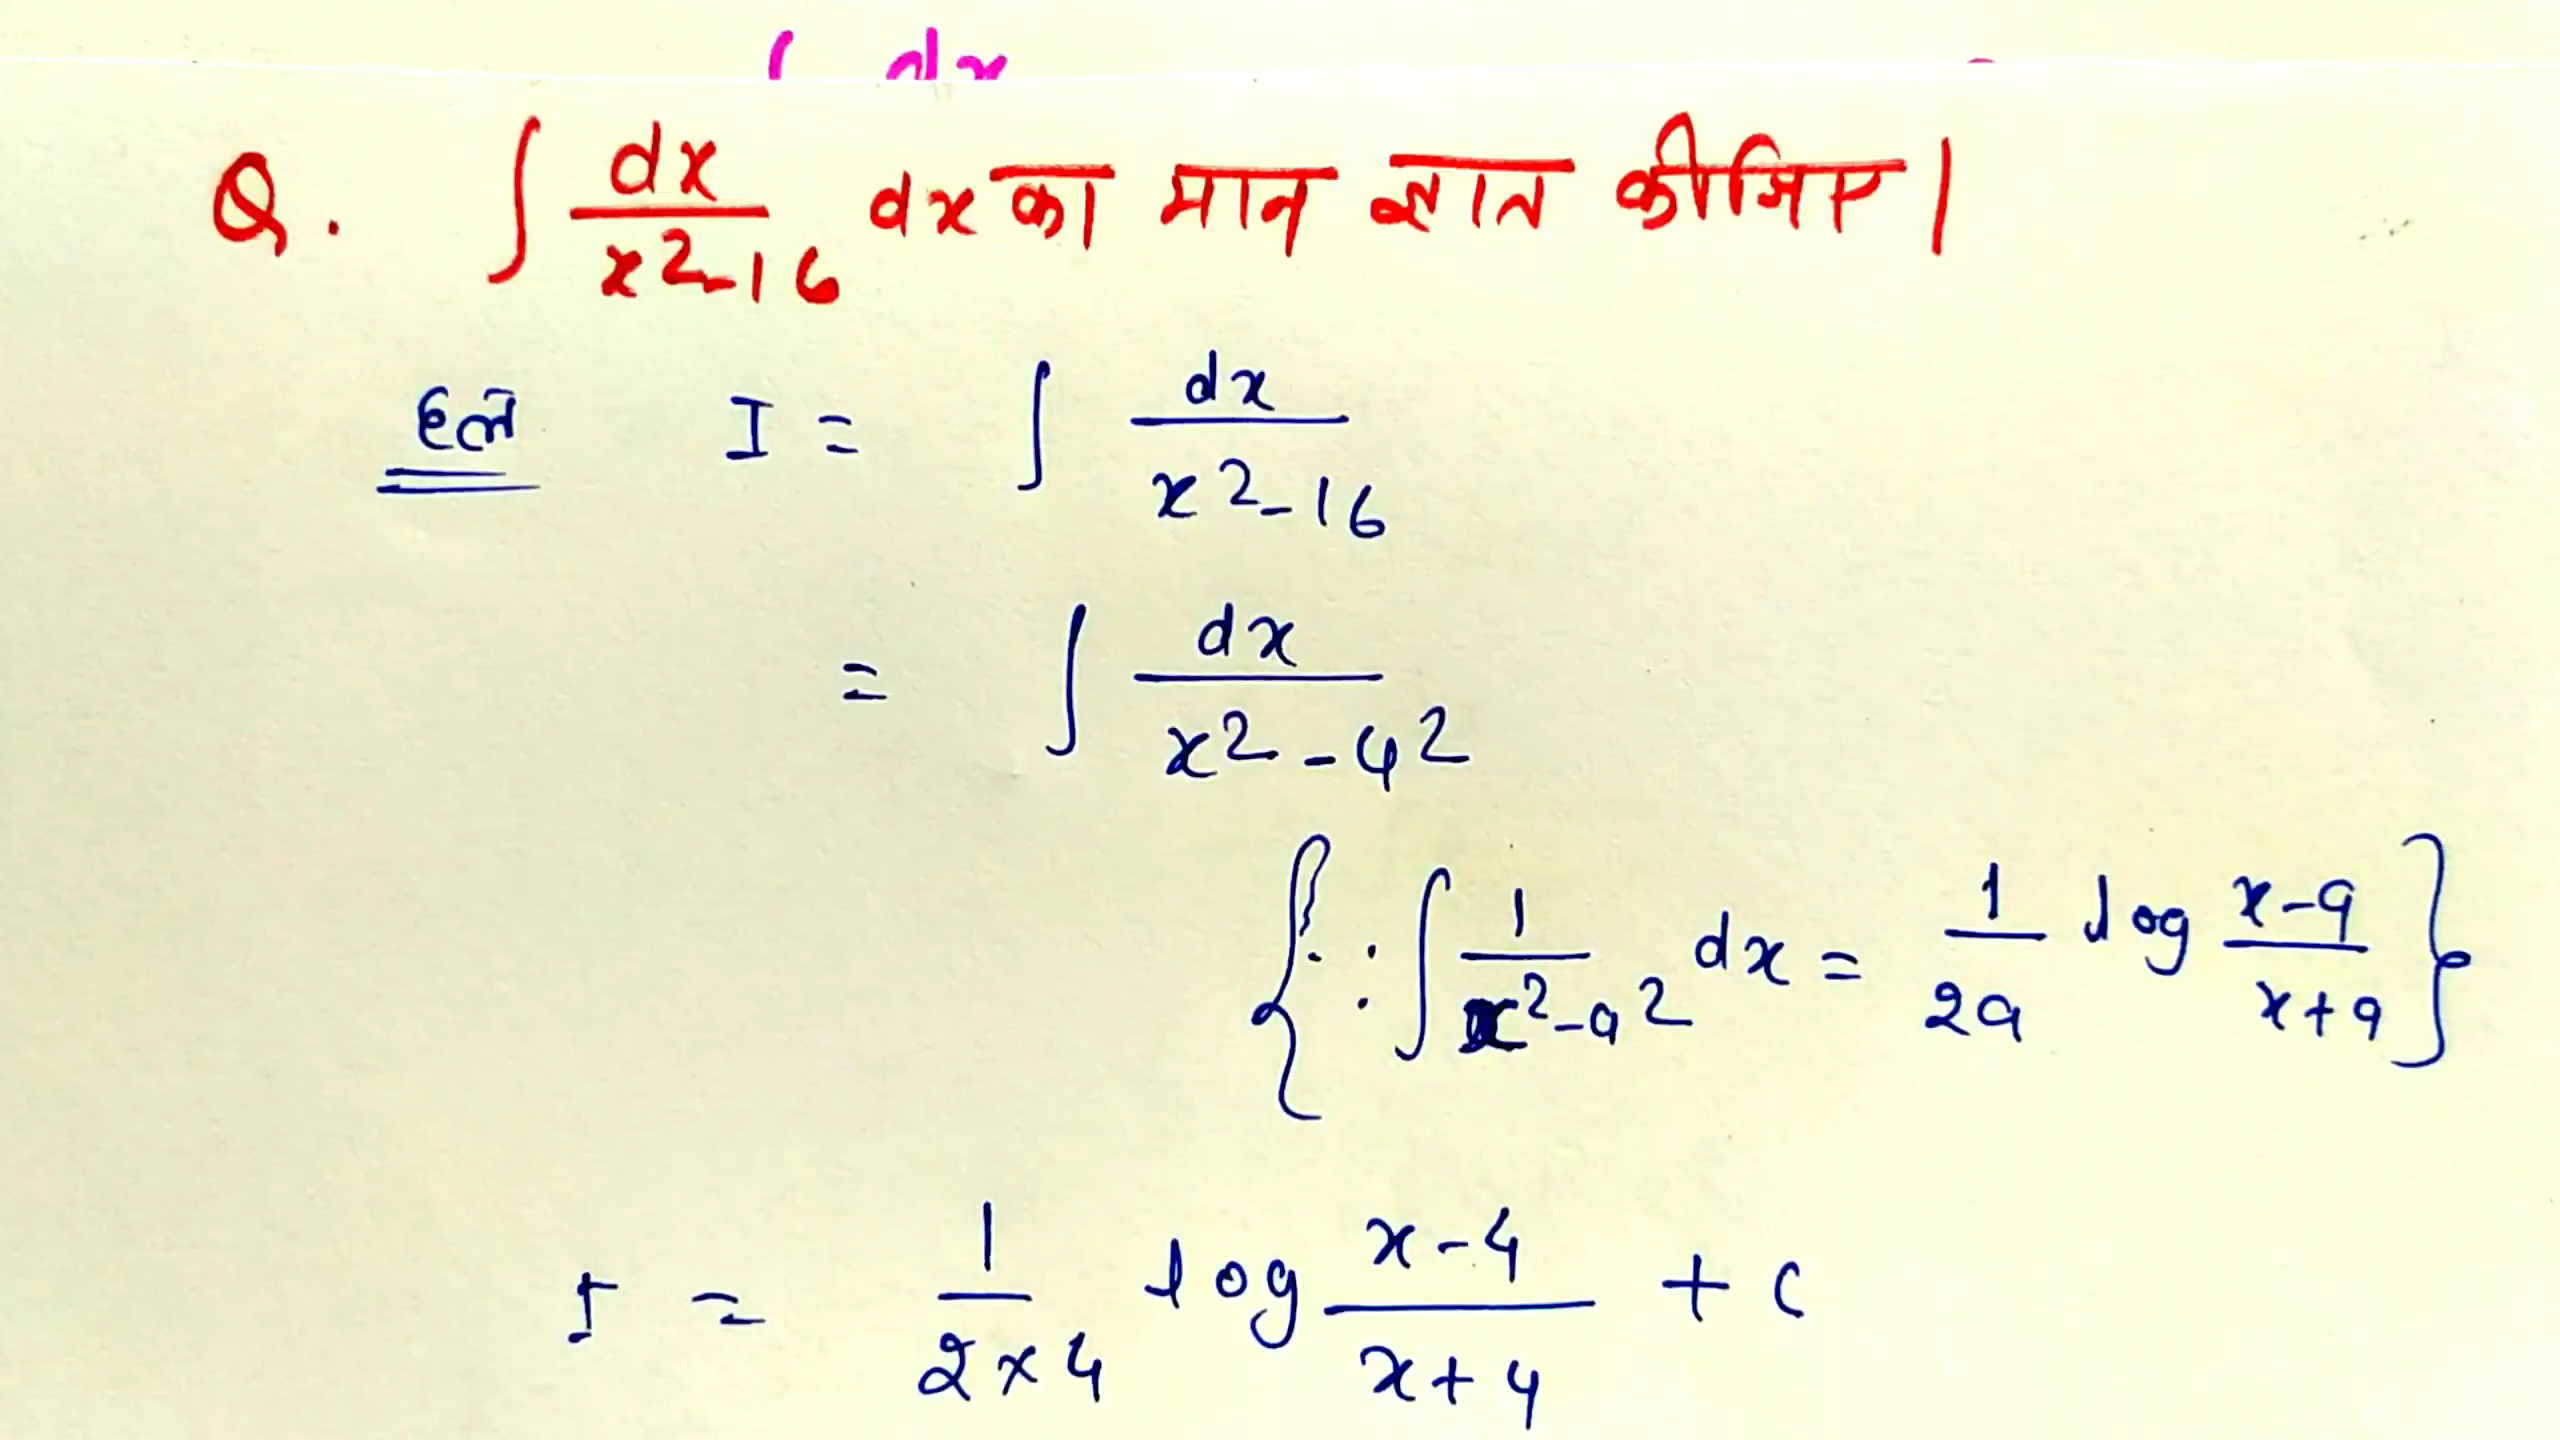 Q. ∫ dx/x²-16 dx का मान ज्ञात कीजिए।
हल I = ∫ dx/x²-16
= ∫ dx/x²-4²
{∵ ∫ 1/x²-a² dx = 1/2a log x-a/x+a}
I = 1/2×4 log x-4/x+4 + c